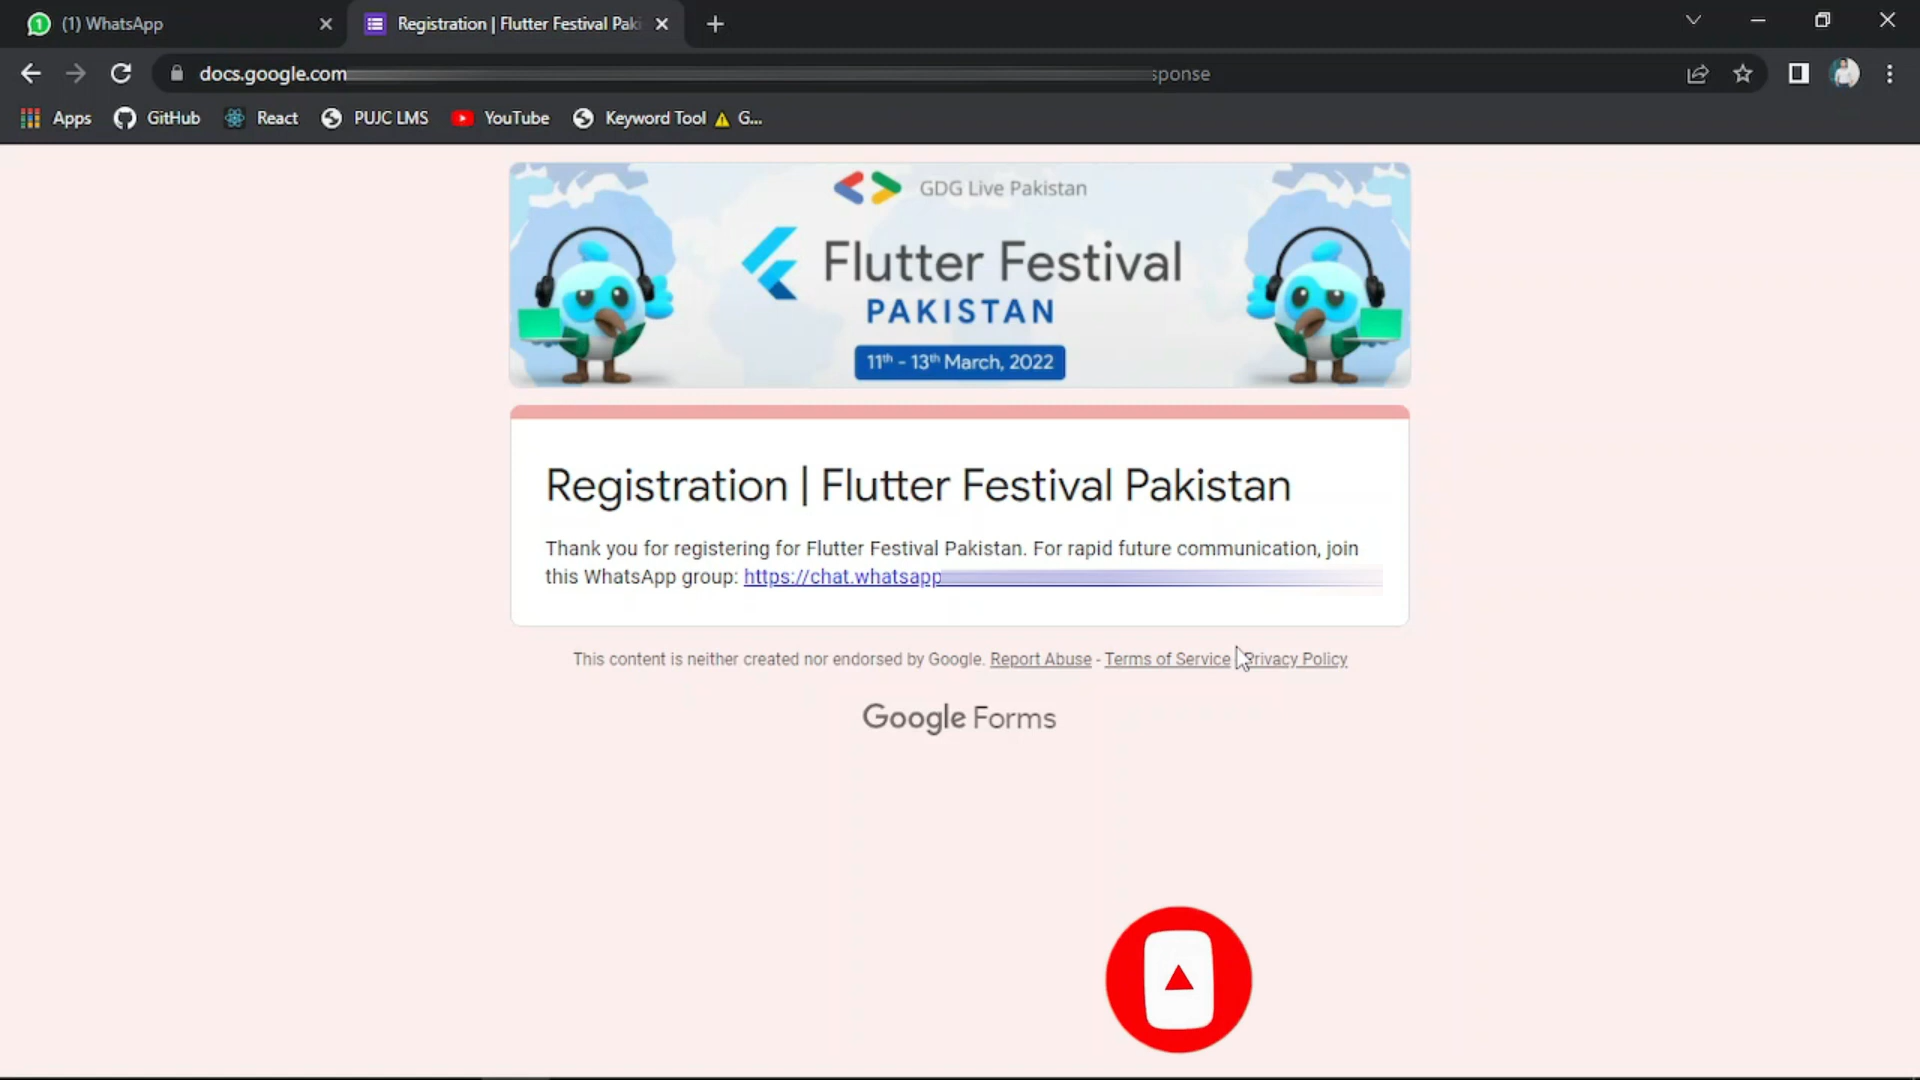 (1) WhatsApp
Registration | Flutter Festival Pak
docs.google.com
sponse
Apps
GitHub
React
PUJC LMS
YouTube
Keyword Tool
G...
GDG Live Pakistan
Flutter Festival
PAKISTAN
11th - 13th March, 2022
Registration | Flutter Festival Pakistan
Thank you for registering for Flutter Festival Pakistan. For rapid future communication, join
this WhatsApp group: https://chat.whatsapp
This content is neither created nor endorsed by Google. Report Abuse - Terms of Service Privacy Policy
Google Forms